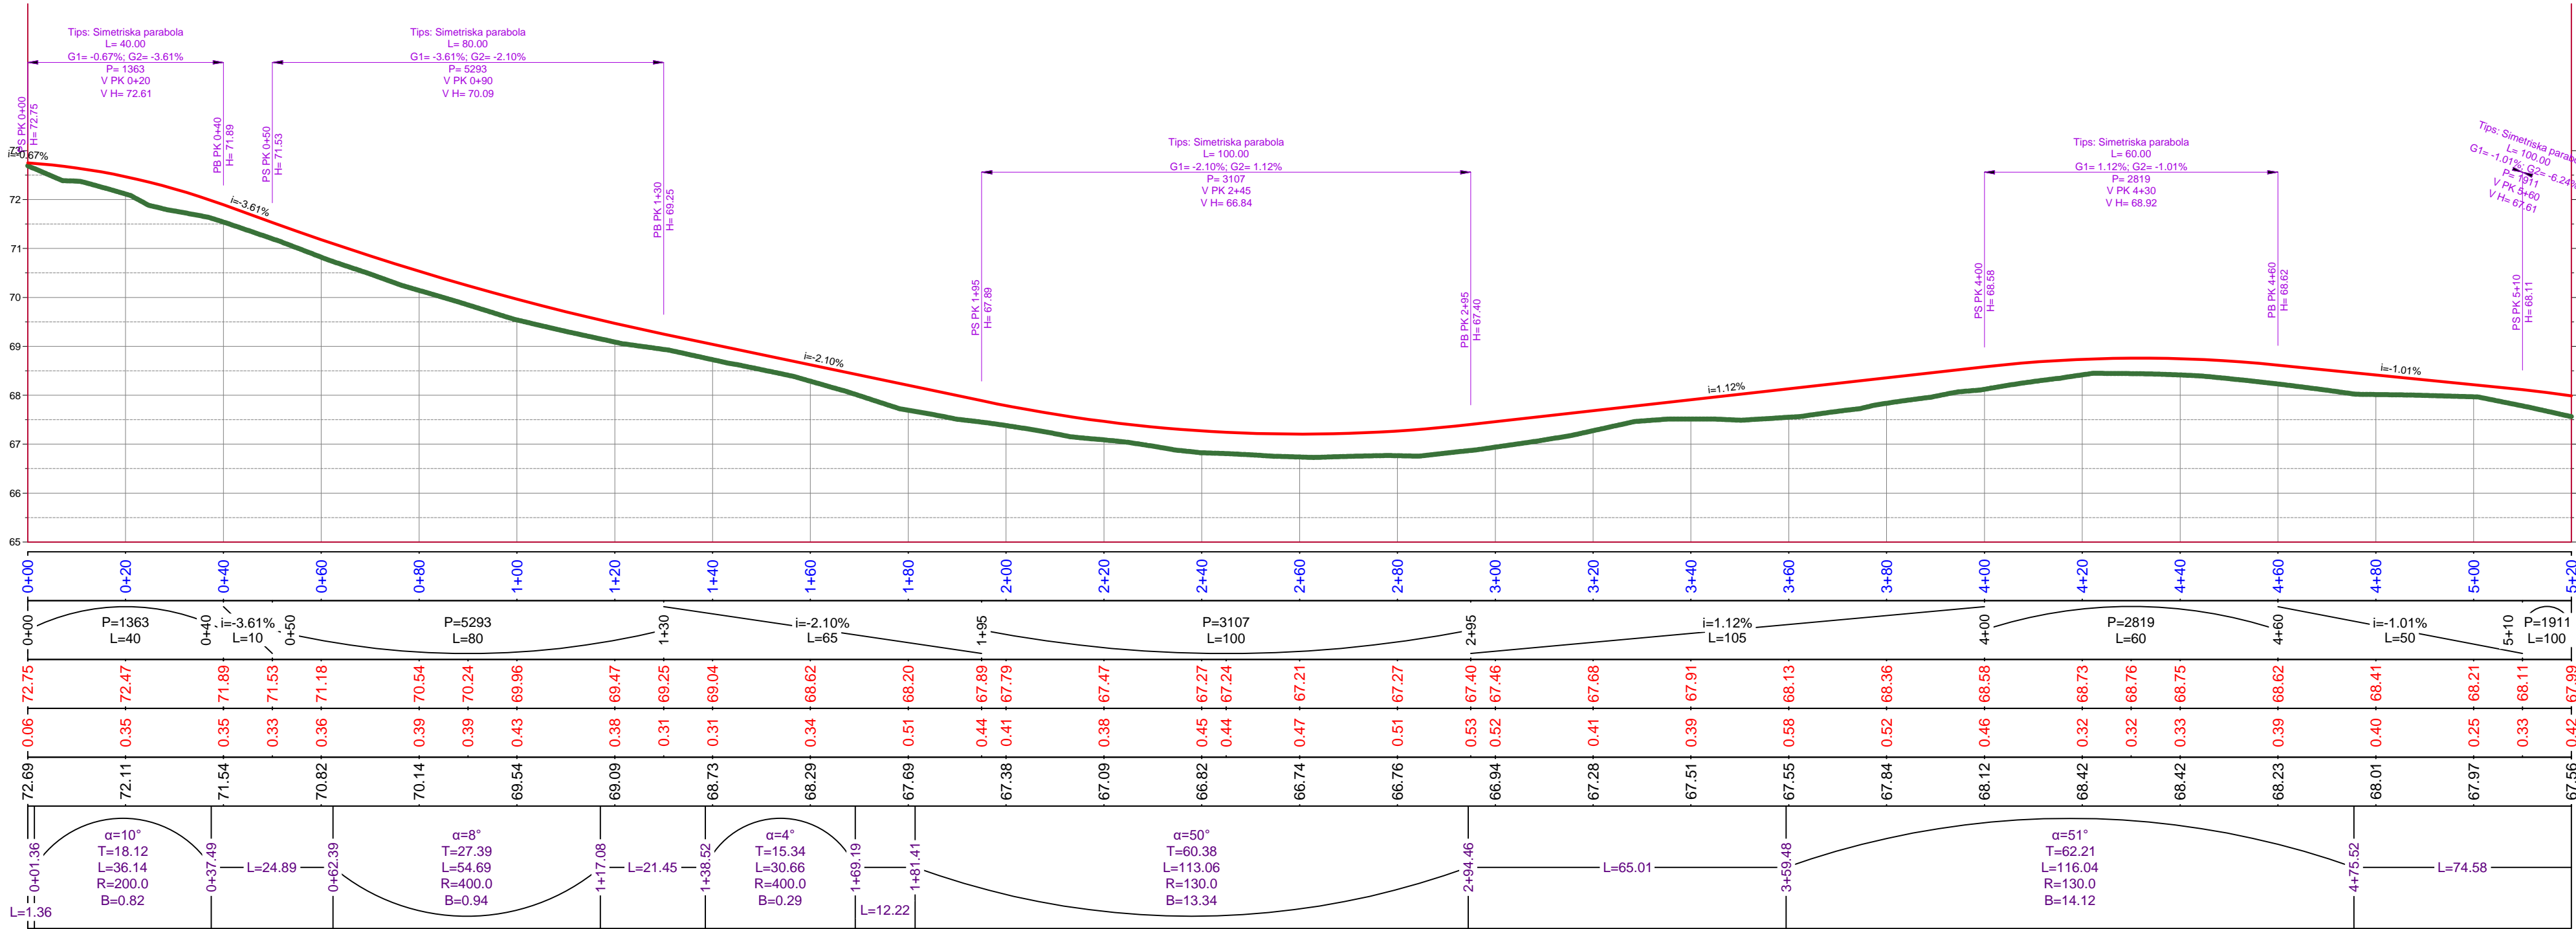 Tips: Simetriska parabola
L= 40.00
G1= -0.67%; G2= -3.61%
P= 1363
V PK 0+20
V H= 72.61
Tips: Simetriska parabola
L= 80.00
G1= -3.61%; G2= -2.10%
P= 5293
V PK 0+90
V H= 70.09
Tips: Simetriska parabola
L= 100.00
G1= -2.10%; G2= 1.12%
P= 3107
V PK 2+45
V H= 66.84
Tips: Simetriska parabola
L= 60.00
G1= 1.12%; G2= -1.01%
P= 2819
V PK 4+30
V H= 68.92
Tips: Simetriska parabola
L= 100.00
G1= -1.01%; G2= -6.24%
P= 1911
V PK 5+60
V H= 67.61
PS PK 0+00
H= 72.75
PB PK 0+40
H= 71.89
PS PK 0+50
H= 71.53
PB PK 1+30
H= 69.25
PS PK 1+95
H= 67.89
PB PK 2+95
H= 67.40
PS PK 4+00
H= 68.58
PB PK 4+60
H= 68.62
PS PK 5+10
H= 68.11
i=-0.67%
i=-3.61%
i=-2.10%
i=1.12%
i=-1.01%
73
72
71
70
69
68
67
66
65
0+00 0+20 0+40 0+60 0+80 1+00 1+20 1+40 1+60 1+80 2+00 2+20 2+40 2+60 2+80 3+00 3+20 3+40 3+60 3+80 4+00 4+20 4+40 4+60 4+80 5+00 5+20
0+00 P=1363 0+40 i=-3.61% 0+50 P=5293 1+30 i=-2.10% 1+95 P=3107 2+95 i=1.12% 4+00 P=2819 4+60 i=-1.01% 5+10 P=1911
L=40 L=10 L=80 L=65 L=100 L=105 L=60 L=50 L=100
72.75 72.47 71.89 71.53 71.18 70.54 70.24 69.96 69.47 69.25 69.04 68.62 68.20 67.89 67.79 67.47 67.27 67.24 67.21 67.27 67.40 67.46 67.68 67.91 68.13 68.36 68.58 68.73 68.76 68.75 68.62 68.41 68.21 68.11 67.99
0.06 0.35 0.35 0.33 0.36 0.39 0.39 0.43 0.38 0.31 0.31 0.34 0.51 0.44 0.41 0.38 0.45 0.44 0.47 0.51 0.53 0.52 0.41 0.39 0.58 0.52 0.46 0.32 0.32 0.33 0.39 0.40 0.25 0.33 0.42
72.69 72.11 71.54 70.82 70.14 69.54 69.09 68.73 68.29 67.69 67.38 67.09 66.82 66.74 66.76 66.94 67.28 67.51 67.55 67.84 68.12 68.42 68.42 68.23 68.01 67.97 67.56
L=1.36
0+01.36
α=10°
T=18.12
L=36.14
R=200.0
B=0.82
0+37.49
L=24.89
0+62.39
α=8°
T=27.39
L=54.69
R=400.0
B=0.94
1+17.08
L=21.45
1+38.52
α=4°
T=15.34
L=30.66
R=400.0
B=0.29
1+69.19
L=12.22
1+81.41
α=50°
T=60.38
L=113.06
R=130.0
B=13.34
2+94.46
L=65.01
3+59.48
α=51°
T=62.21
L=116.04
R=130.0
B=14.12
4+75.52
L=74.58